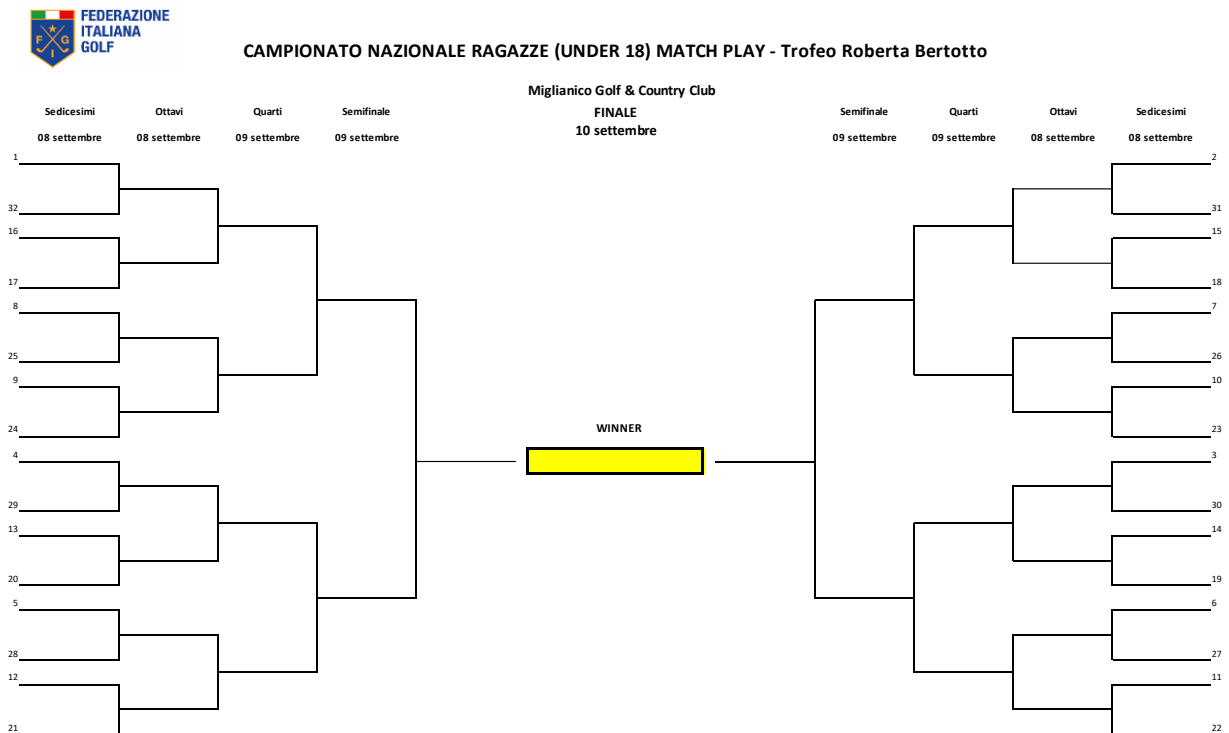 FEDERAZIONE
ITALIANA
GOLF
F G
I
CAMPIONATO NAZIONALE RAGAZZE (UNDER 18) MATCH PLAY - Trofeo Roberta Bertotto
Miglianico Golf & Country Club
Sedicesimi Ottavi Quarti Semifinale FINALE Semifinale Quarti Ottavi Sedicesimi
08 settembre 08 settembre 09 settembre 09 settembre 10 settembre 09 settembre 09 settembre 08 settembre 08 settembre
1 2
32 31
16 15
17 18
8 7
25 26
9 10
24 23
WINNER
4 3
29 30
13 14
20 19
5 6
28 27
12 11
21 22